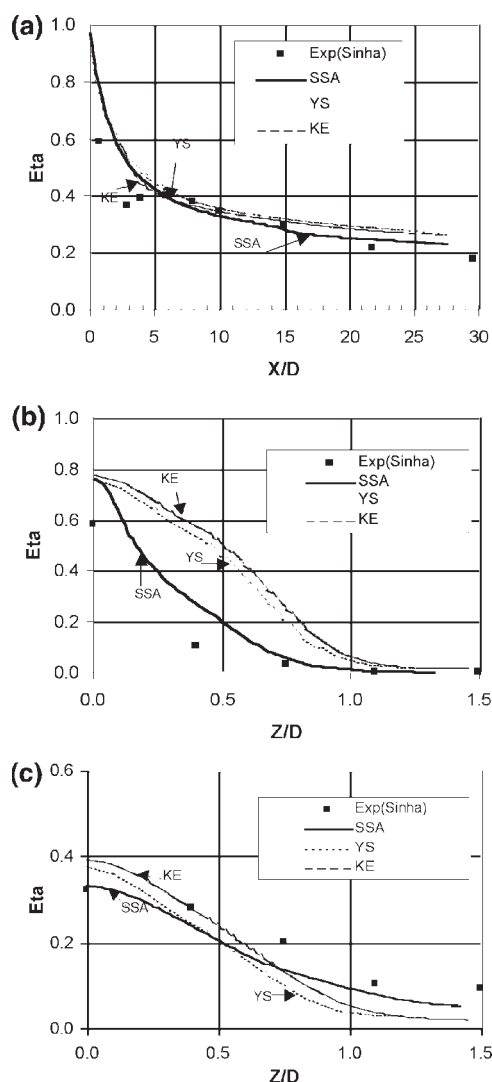 (a)
1.0
0.8
0.6
0.4
0.2
0.0
Eta
Exp(Sinha)
SSA
YS
KE
YS
KE
SSA
0 5 10 15 20 25 30
X/D
(b)
1.0
0.8
0.6
0.4
0.2
0.0
Eta
Exp(Sinha)
SSA
YS
KE
KE
YS
SSA
0.0 0.5 1.0 1.5
Z/D
(c)
0.6
0.4
0.2
0.0
Eta
Exp(Sinha)
SSA
YS
KE
KE
SSA
YS
0.0 0.5 1.0 1.5
Z/D